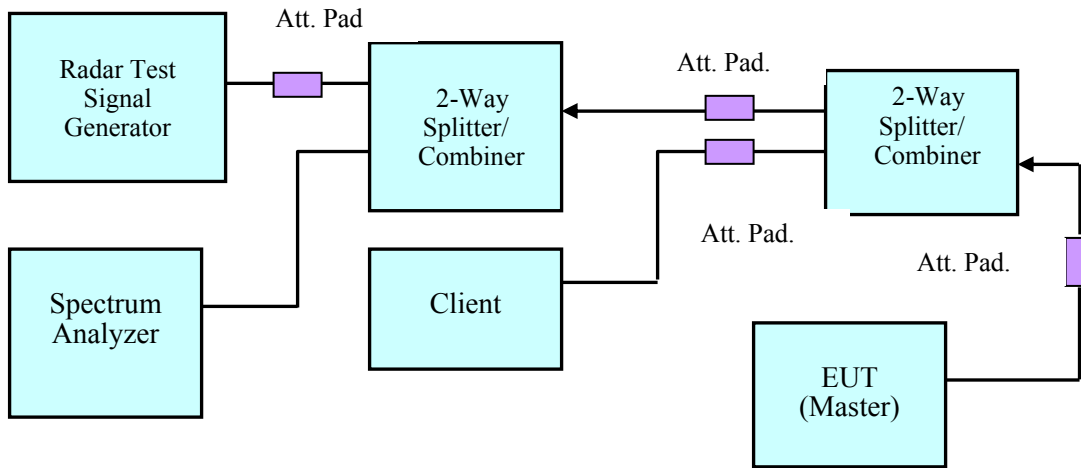 Att. Pad
Radar Test
Signal
Generator
2-Way
Splitter/
Combiner
Att. Pad.
2-Way
Splitter/
Combiner
Att. Pad.
Att. Pad.
Spectrum
Analyzer
Client
EUT
(Master)